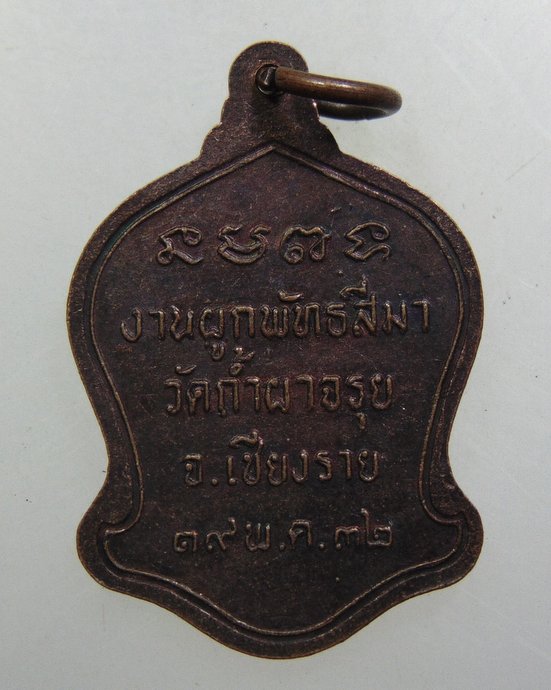 งานผูกพัทธสีมา
วัดถ้ำผาจรุย
จ.เชียงราย
๑๙ พ.ค.๓๒